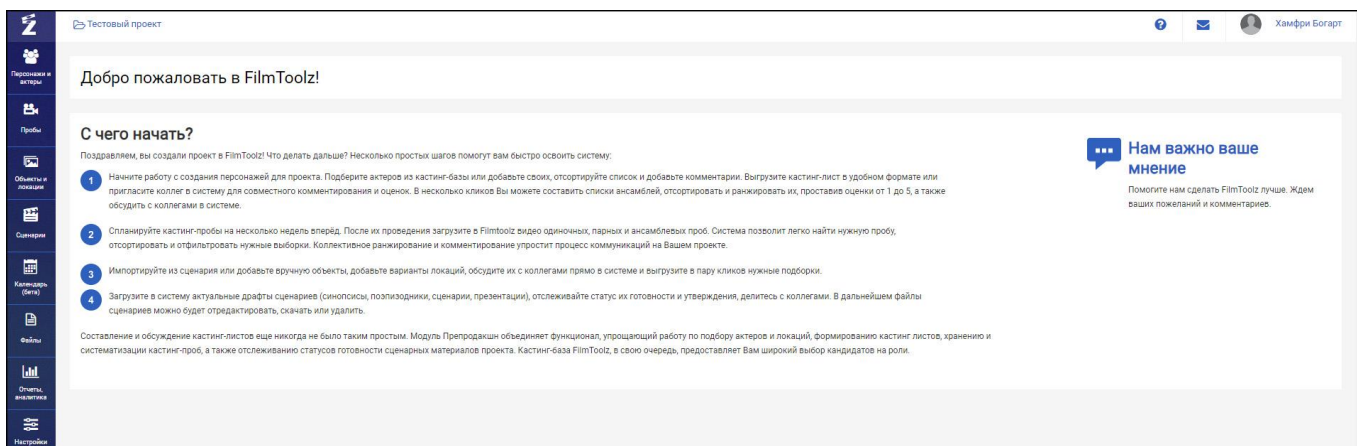 Z
Тестовый проект
Хамфри Богарт
Персонажи и
актеры
Пробы
Объекты и
локации
Сценарии
Календарь
(бета)
Файлы
Отчеты,
аналитика
Настройки
Добро пожаловать в FilmToolz!
С чего начать?
Поздравляем, вы создали проект в FilmToolz! Что делать дальше? Несколько простых шагов помогут вам быстро освоить систему:
1
Начните работу с создания персонажей для проекта. Подберите актеров из кастинг-базы или добавьте своих, отсортируйте список и добавьте комментарии. Выгрузите кастинг-лист в удобном формате или
пригласите коллег в систему для совместного комментирования и оценок. В несколько кликов Вы можете составить списки ансамблей, отсортировать и ранжировать их, проставив оценки от 1 до 5, а также
обсудить с коллегами в системе.
2
Спланируйте кастинг-пробы на несколько недель вперёд. После их проведения загрузите в Filmtoolz видео одиночных, парных и ансамблевых проб. Система позволит легко найти нужную пробу,
отсортировать и отфильтровать нужные выборки. Коллективное ранжирование и комментирование упростит процесс коммуникаций на Вашем проекте.
3
Импортируйте из сценария или добавьте вручную объекты, добавьте варианты локаций, обсудите их с коллегами прямо в системе и выгрузите в пару кликов нужные подборки.
4
Загрузите в систему актуальные драфты сценариев (синопсисы, поэпизодники, сценарии, презентации), отслеживайте статус их готовности и утверждения, делитесь с коллегами. В дальнейшем файлы
сценариев можно будет отредактировать, скачать или удалить.
Составление и обсуждение кастинг-листов еще никогда не было таким простым. Модуль Препродакшн объединяет функционал, упрощающий работу по подбору актеров и локаций, формированию кастинг листов, хранению и
систематизации кастинг-проб, а также отслеживанию статусов готовности сценарных материалов проекта. Кастинг-база FilmToolz, в свою очередь, предоставляет Вам широкий выбор кандидатов на роли.
Нам важно ваше
мнение
Помогите нам сделать FilmToolz лучше. Ждем
ваших пожеланий и комментариев.